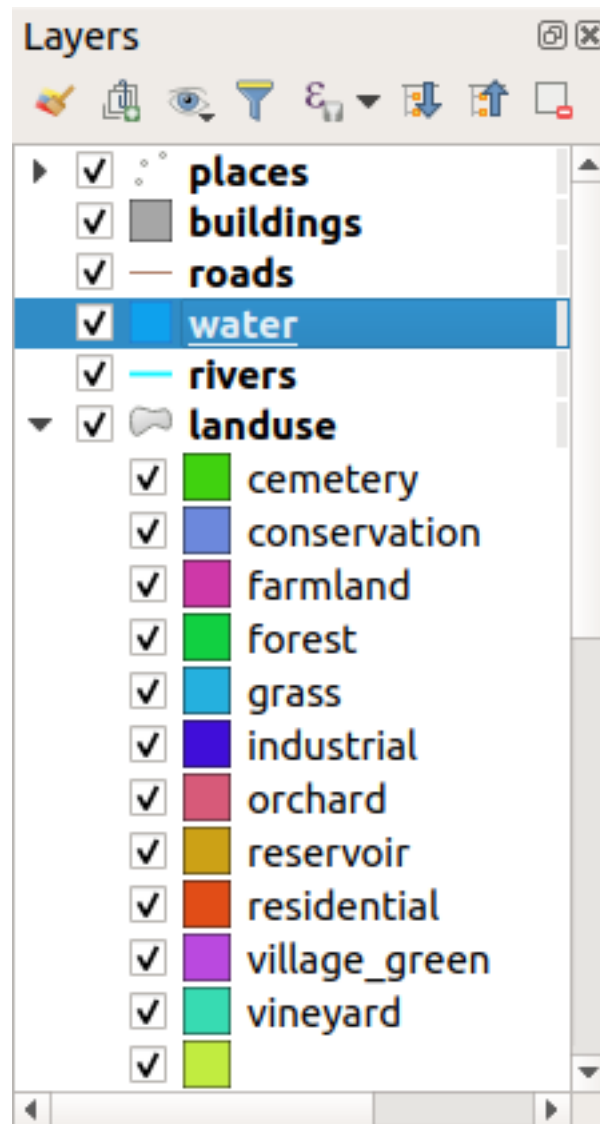 Layers
places
buildings
roads
water
rivers
landuse
cemetery
conservation
farmland
forest
grass
industrial
orchard
reservoir
residential
village_green
vineyard